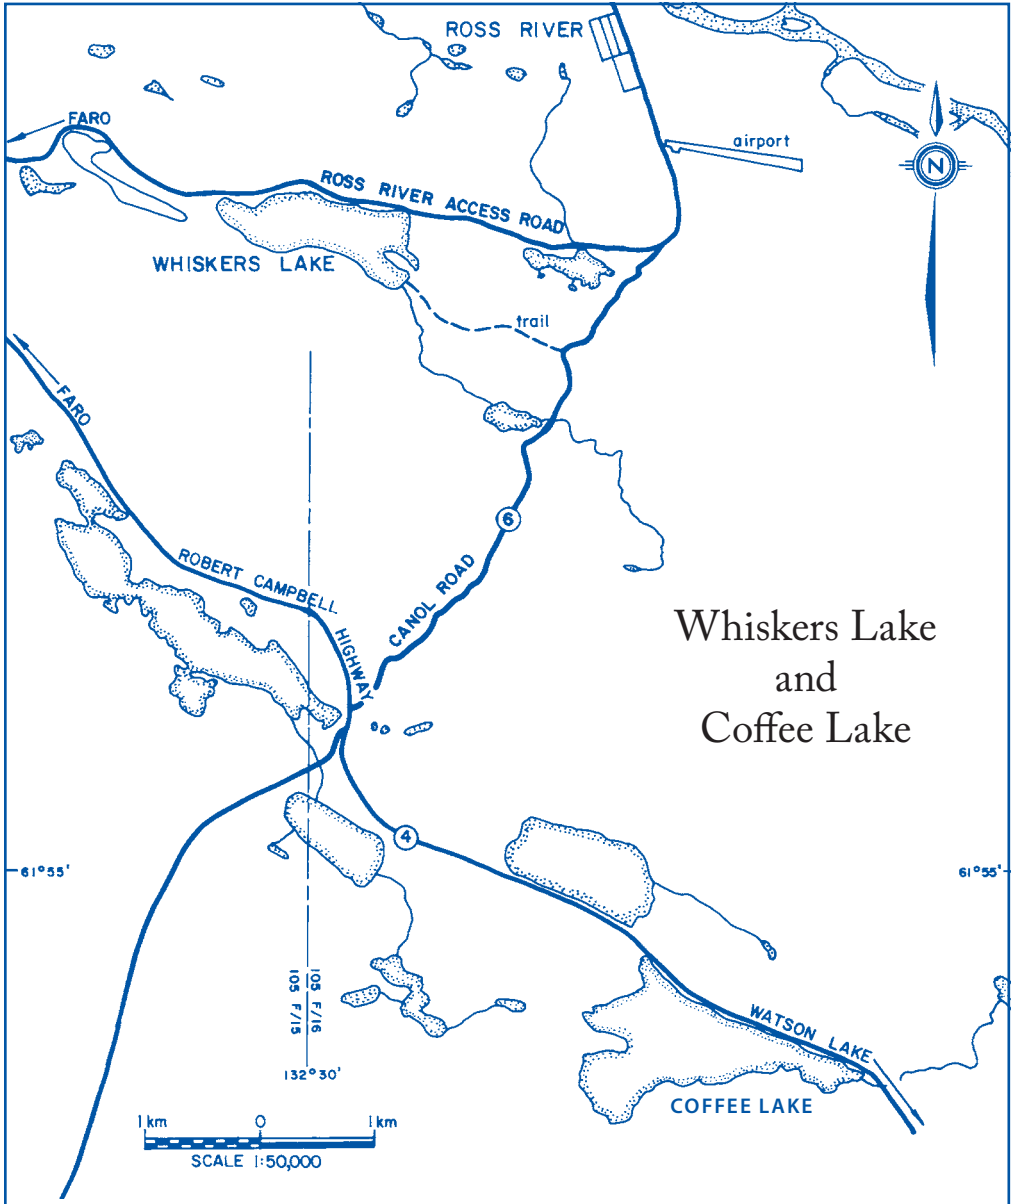 ROSS RIVER
FARO
airport
N
ROSS RIVER ACCESS ROAD
WHISKERS LAKE
trail
FARO
6
ROBERT CAMPBELL HIGHWAY
CANOL ROAD
Whiskers Lake
and
Coffee Lake
4
61°55'
61°55'
105 F/15
105 F/16
132°30'
WATSON LAKE
COFFEE LAKE
1 km 0 1 km
SCALE 1:50,000